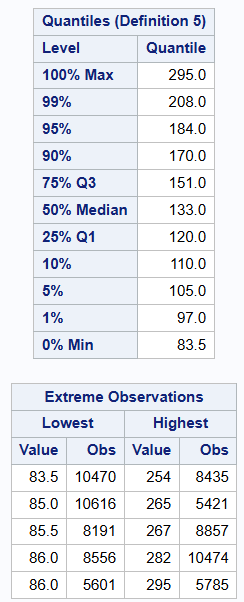 Quantiles (Definition 5)
Level Quantile
100% Max 295.0
99% 208.0
95% 184.0
90% 170.0
75% Q3 151.0
50% Median 133.0
25% Q1 120.0
10% 110.0
5% 105.0
1% 97.0
0% Min 83.5
Extreme Observations
Lowest Highest
Value Obs Value Obs
83.5 10470 254 8435
85.0 10616 265 5421
85.5 8191 267 8857
86.0 8556 282 10474
86.0 5601 295 5785